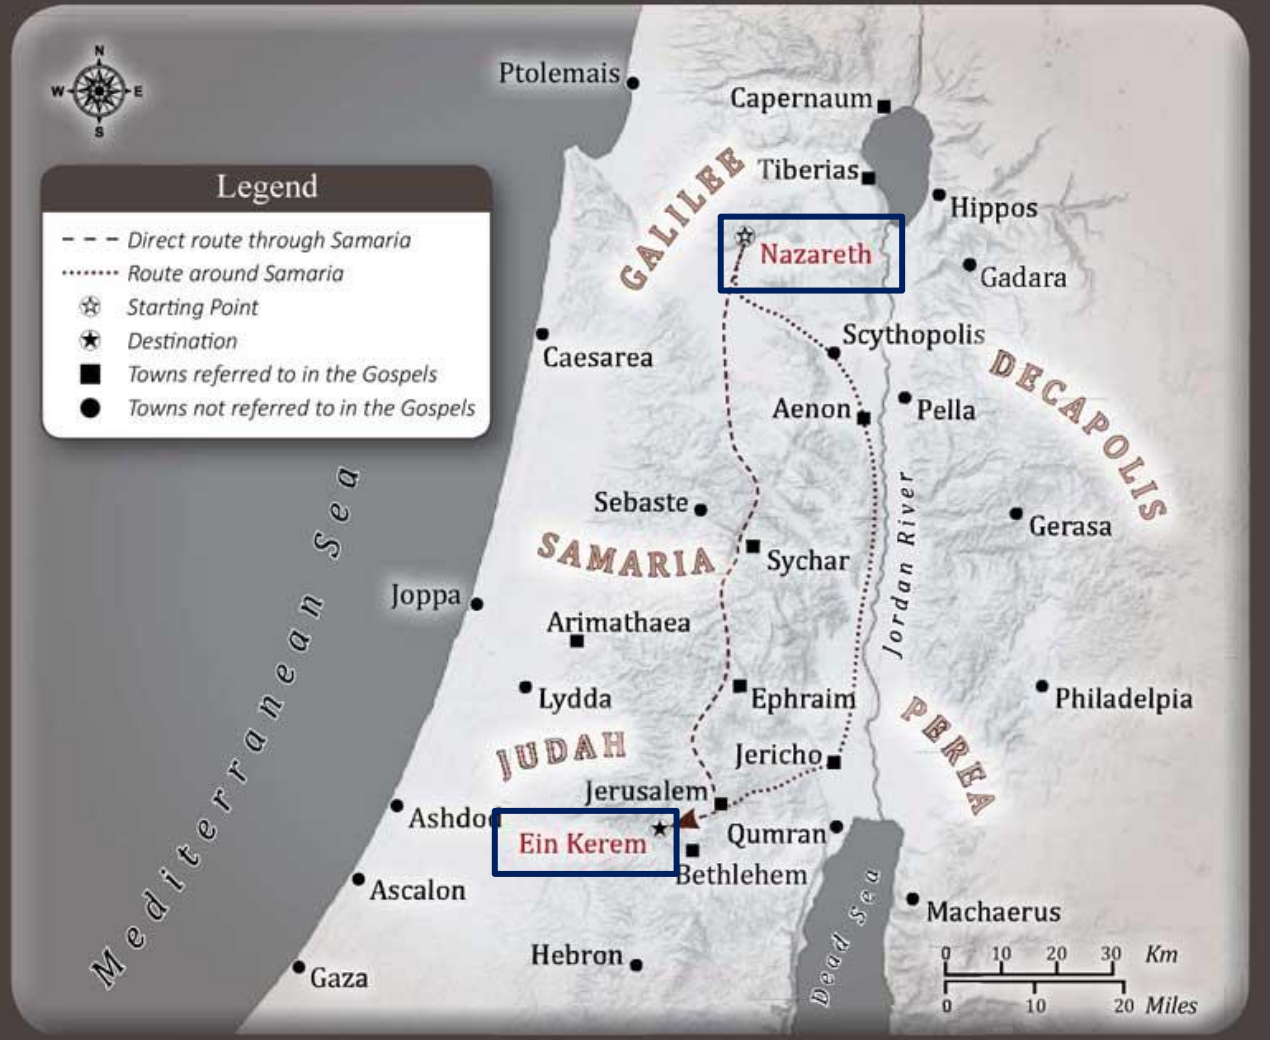 N
W
E
S
Ptolemais
Capernaum
Tiberias
GALILEE
Hippos
Legend
Direct route through Samaria
Route around Samaria
Starting Point
Destination
Towns referred to in the Gospels
Towns not referred to in the Gospels
Nazareth
Gadara
Scythopolis
Caesarea
DECAPOLIS
Aenon
Pella
Sebaste
Gerasa
SAMARIA
Sychar
Jordan River
Mediterranean Sea
Joppa
Arimathaea
Lydda
Ephraim
Philadelpia
PEREA
JUDAH
Jericho
Jerusalem
Ashdod
Ein Kerem
Qumran
Bethlehem
Ascalon
Dead Sea
Machaerus
Hebron
Gaza
0 10 20 30 Km
0 10 20 Miles